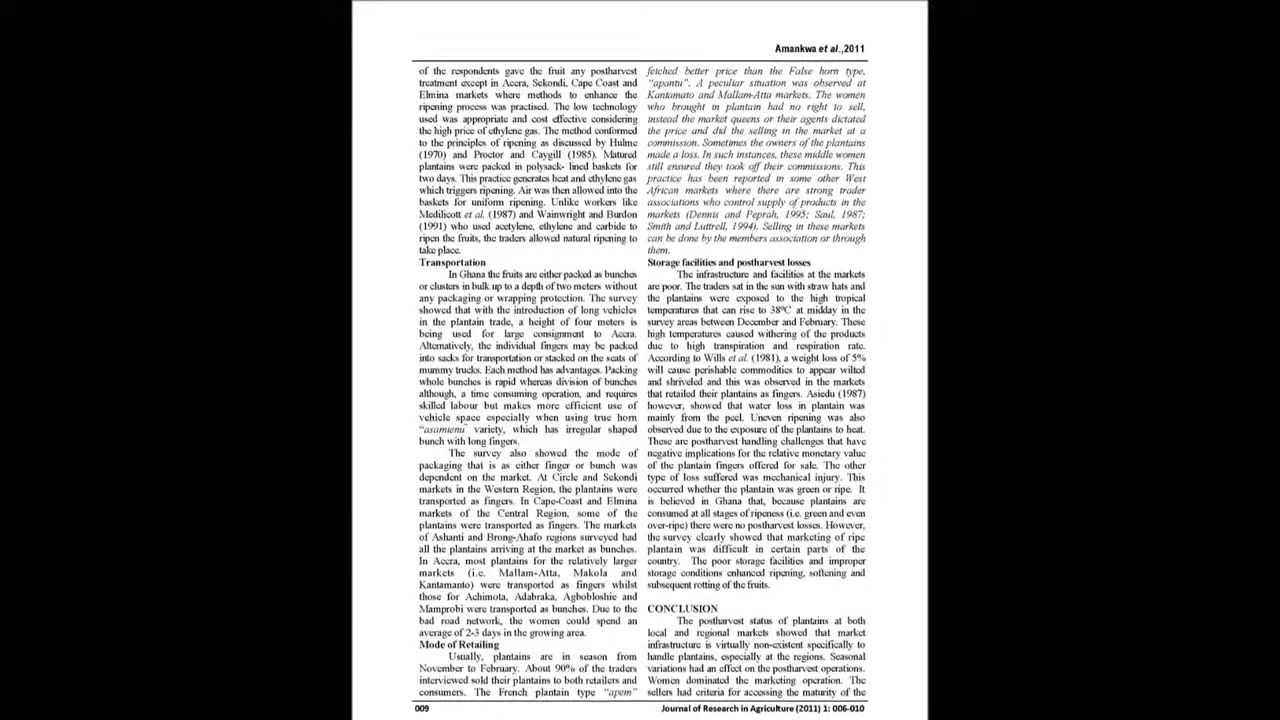 Amankwa et al.,2011
of the respondents gave the fruit any postharvest
treatment except in Accra, Sekondi, Cape Coast and
Elmina markets where methods to enhance the
ripening process was practised. The low technology
used was appropriate and cost effective considering
the high price of ethylene gas. The method conformed
to the principles of ripening as discussed by Hulme
(1970) and Proctor and Caygill (1985). Matured
plantains were packed in polysack- lined baskets for
two days. This practice generates heat and ethylene gas
which triggers ripening. Air was then allowed into the
baskets for uniform ripening. Unlike workers like
Medilicott et al. (1987) and Wainwright and Burdon
(1991) who used acetylene, ethylene and carbide to
ripen the fruits, the traders allowed natural ripening to
take place.
Transportation
In Ghana the fruits are either packed as bunches
or clusters in bulk up to a depth of two meters without
any packaging or wrapping protection. The survey
showed that with the introduction of long vehicles
in the plantain trade, a height of four meters is
being used for large consignment to Accra.
Alternatively, the individual fingers may be packed
into sacks for transportation or stacked on the seats of
mummy trucks. Each method has advantages. Packing
whole bunches is rapid whereas division of bunches
although, a time consuming operation, and requires
skilled labour but makes more efficient use of
vehicle space especially when using true horn
"asamienu" variety, which has irregular shaped
bunch with long fingers.
The survey also showed the mode of
packaging that is as either finger or bunch was
dependent on the market. At Circle and Sekondi
markets in the Western Region, the plantains were
transported as fingers. In Cape-Coast and Elmina
markets of the Central Region, some of the
plantains were transported as fingers. The markets
of Ashanti and Brong-Ahafo regions surveyed had
all the plantains arriving at the market as bunches.
In Accra, most plantains for the relatively larger
markets (i.e. Mallam-Atta, Makola and
Kantamanto) were transported as fingers whilst
those for Achimota, Adabraka, Agbobloshie and
Mamprobi were transported as bunches. Due to the
bad road network, the women could spend an
average of 2-3 days in the growing area.
Mode of Retailing
Usually, plantains are in season from
November to February. About 90% of the traders
interviewed sold their plantains to both retailers and
consumers. The French plantain type "apem"
fetched better price than the False horn type,
"apantu". A peculiar situation was observed at
Kantamato and Mallam-Atta markets. The women
who brought in plantain had no right to sell,
instead the market queens or their agents dictated
the price and did the selling in the market at a
commission. Sometimes the owners of the plantains
made a loss. In such instances, these middle women
still ensured they took off their commissions. This
practice has been reported in some other West
African markets where there are strong trader
associations who control supply of products in the
markets (Dennis and Peprah, 1995; Saul, 1987;
Smith and Luttrell, 1994). Selling in these markets
can be done by the members association or through
them.
Storage facilities and postharvest losses
The infrastructure and facilities at the markets
are poor. The traders sat in the sun with straw hats and
the plantains were exposed to the high tropical
temperatures that can rise to 38ºC at midday in the
survey areas between December and February. These
high temperatures caused withering of the products
due to high transpiration and respiration rate.
According to Wills et al. (1981), a weight loss of 5%
will cause perishable commodities to appear wilted
and shriveled and this was observed in the markets
that retailed their plantains as fingers. Asiedu (1987)
however, showed that water loss in plantain was
mainly from the peel. Uneven ripening was also
observed due to the exposure of the plantains to heat.
These are postharvest handling challenges that have
negative implications for the relative monetary value
of the plantain fingers offered for sale. The other
type of loss suffered was mechanical injury. This
occurred whether the plantain was green or ripe. It
is believed in Ghana that, because plantains are
consumed at all stages of ripeness (i.e. green and even
over-ripe) there were no postharvest losses. However,
the survey clearly showed that marketing of ripe
plantain was difficult in certain parts of the
country. The poor storage facilities and improper
storage conditions enhanced ripening, softening and
subsequent rotting of the fruits.
CONCLUSION
The postharvest status of plantains at both
local and regional markets showed that market
infrastructure is virtually non-existent specifically to
handle plantains, especially at the regions. Seasonal
variations had an effect on the postharvest operations.
Women dominated the marketing operation. The
sellers had criteria for accessing the maturity of the
009
Journal of Research in Agriculture (2011) 1: 006-010